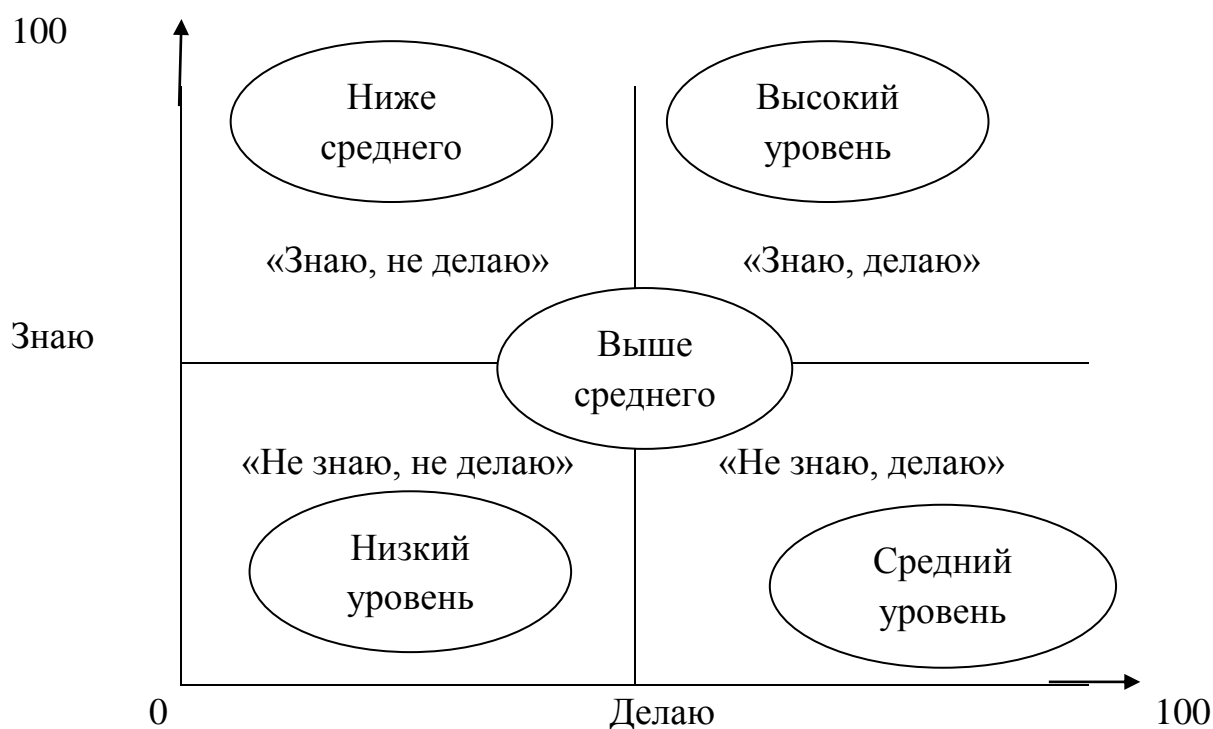 100
Ниже
среднего
Высокий
уровень
«Знаю, не делаю»
«Знаю, делаю»
Знаю
Выше
среднего
«Не знаю, не делаю»
«Не знаю, делаю»
Низкий
уровень
Средний
уровень
0
Делаю
100